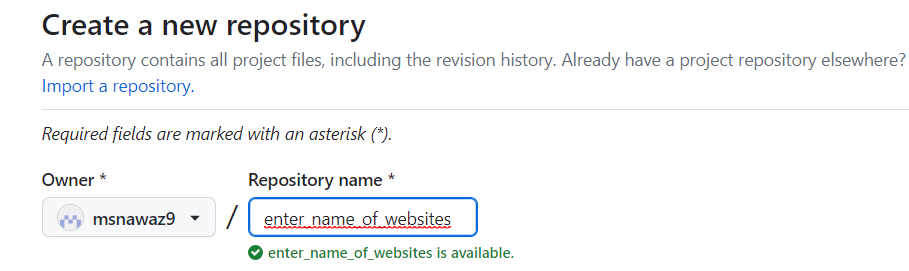 Create a new repository
A repository contains all project files, including the revision history. Already have a project repository elsewhere?
Import a repository.
Required fields are marked with an asterisk (*).
Owner *
Repository name *
msnawaz9 / enter_name_of_websites
enter_name_of_websites is available.